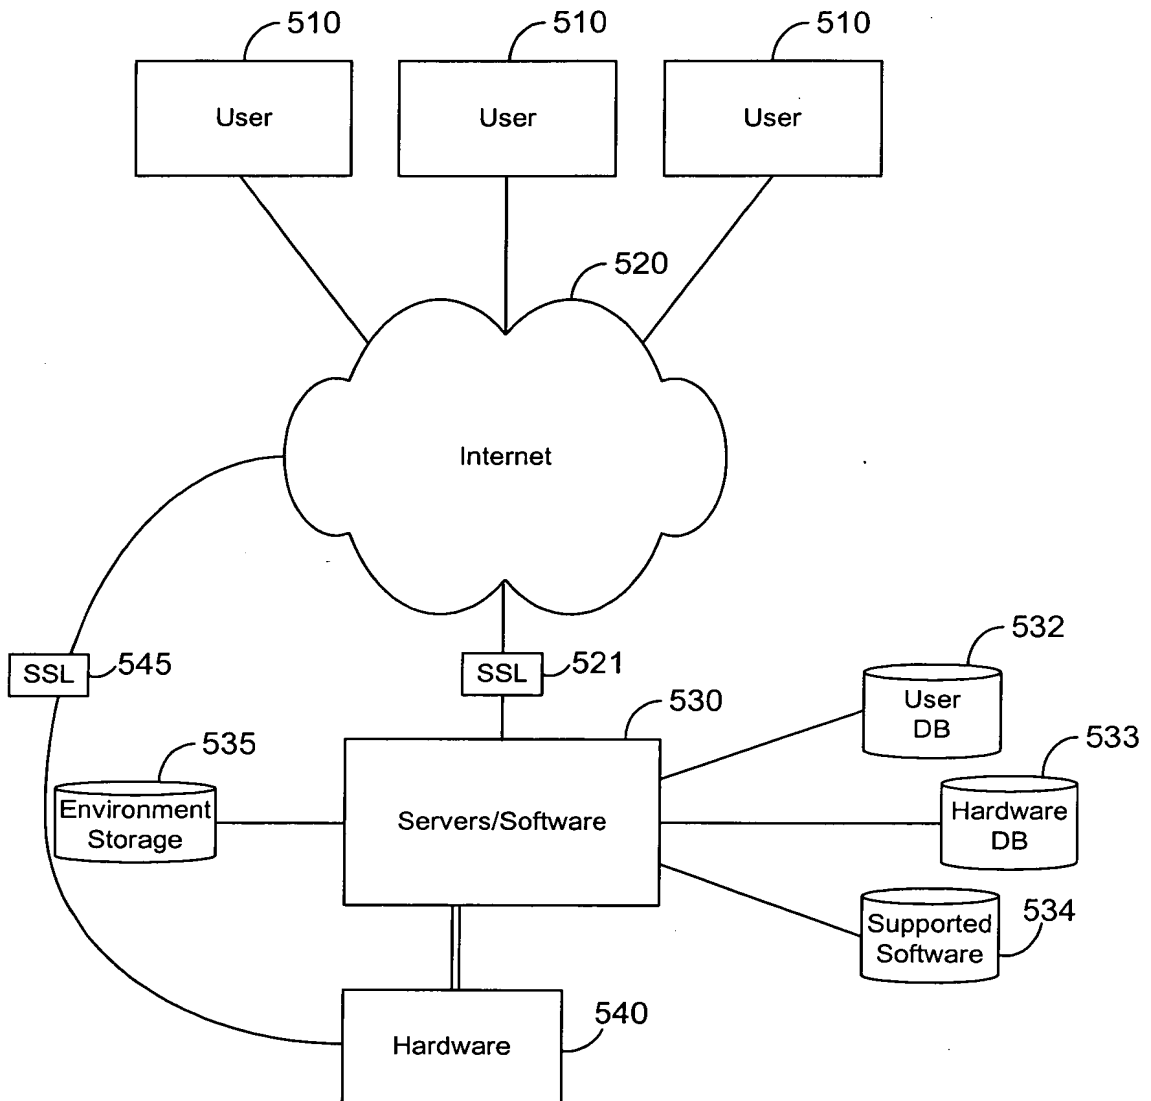 510
510
510
User
User
User
520
Internet
SSL
545
SSL
521
532
User
DB
530
535
533
Environment
Storage
Servers/Software
Hardware
DB
Supported
Software
534
540
Hardware